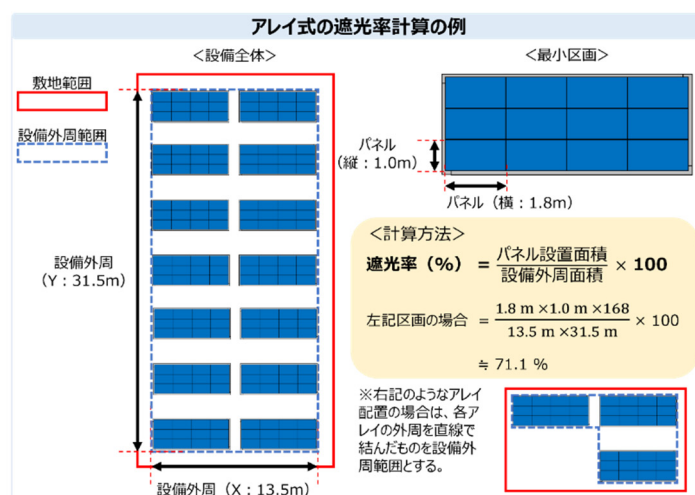 アレイ式の遮光率計算の例
<設備全体>
敷地範囲
設備外周範囲
設備外周
(Y:31.5m)
設備外周(X:13.5m)
<最小区画>
パネル
(縦:1.0m)
パネル(横:1.8m)
<計算方法>
遮光率(%) = パネル設置面積 / 設備外周面積 × 100
左記区画の場合 = 1.8 m ×1.0 m ×168 / 13.5 m ×31.5 m × 100
≒ 71.1 %
※右記のようなアレイ
配置の場合は、各ア
レイの外周を直線で
結んだものを設備外
周範囲とする。